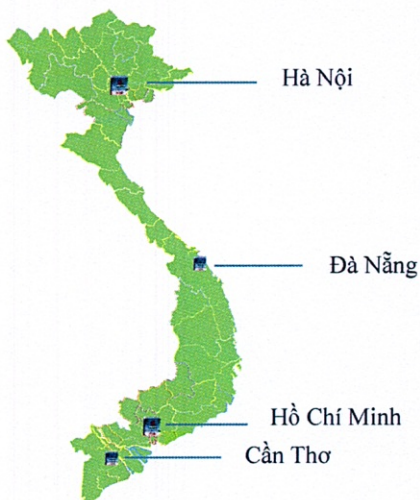 Hà Nội
Đà Nẵng
Hồ Chí Minh
Cần Thơ